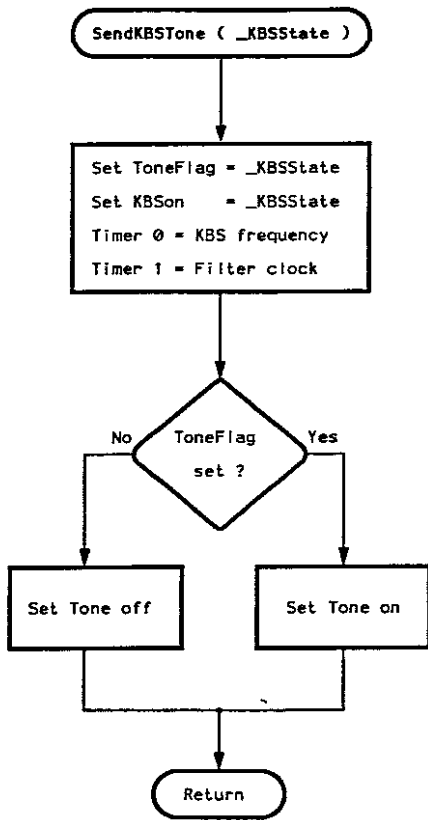 SendKBSTone ( _KBSState )
Set ToneFlag = _KBSState
Set KBSon = _KBSState
Timer 0 = KBS frequency
Timer 1 = Filter clock
No
ToneFlag
Yes
set ?
Set Tone off
Set Tone on
Return